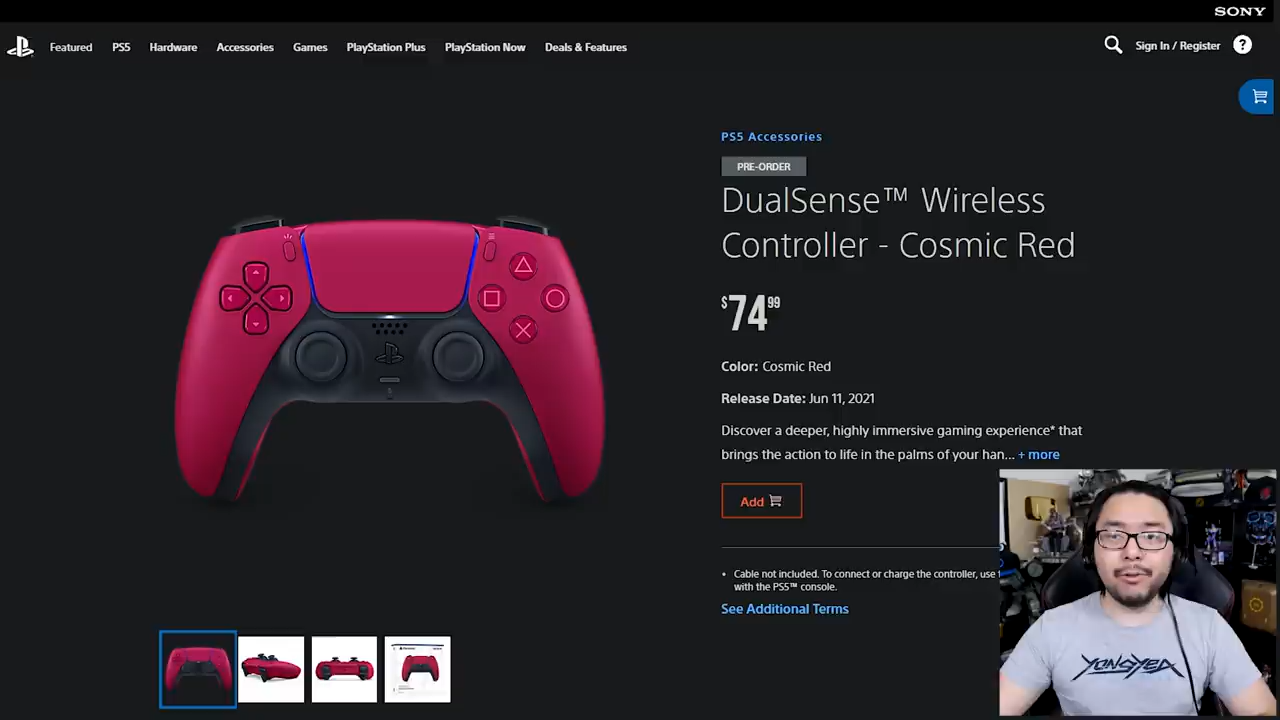 SONY
Featured PS5 Hardware Accessories Games PlayStation Plus PlayStation Now Deals & Features Sign In / Register ?
PS5 Accessories
PRE-ORDER
DualSense™ Wireless
Controller - Cosmic Red
$74.99
Color: Cosmic Red
Release Date: Jun 11, 2021
Discover a deeper, highly immersive gaming experience* that
brings the action to life in the palms of your han... + more
Add
• Cable not included. To connect or charge the controller, use
with the PS5™ console.
See Additional Terms
YONGYEA